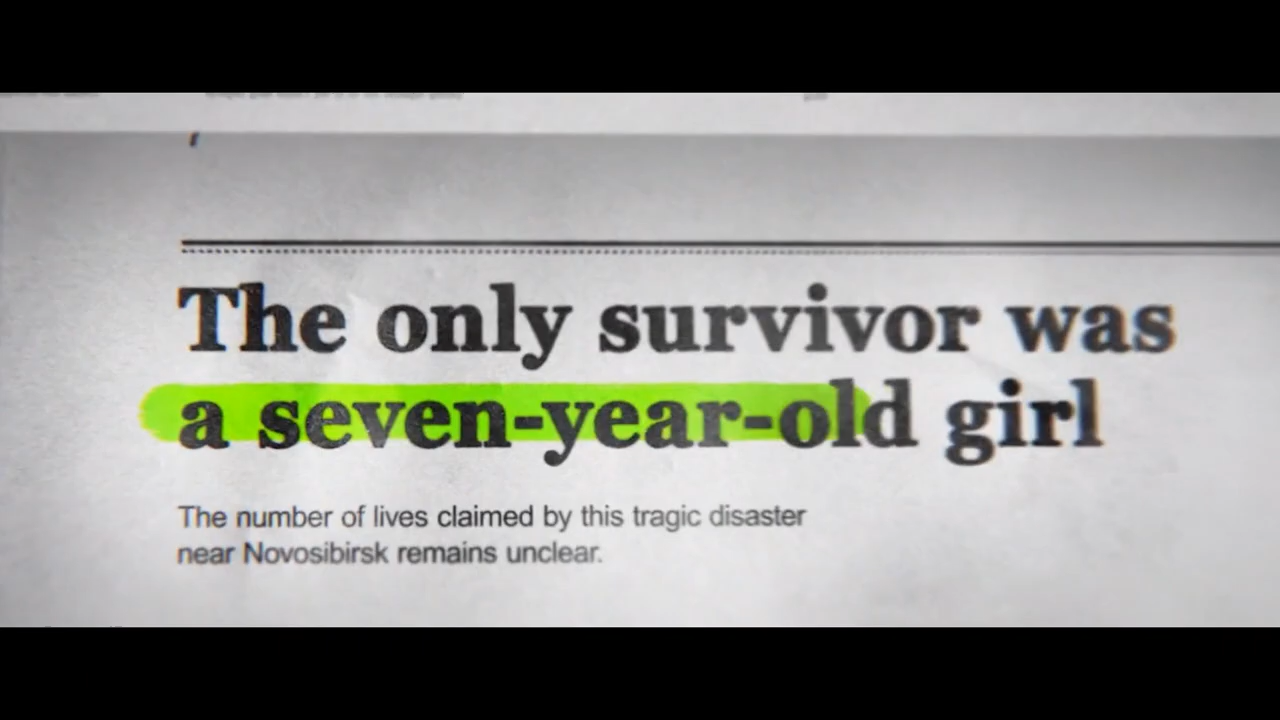 The only survivor was
a seven-year-old girl
The number of lives claimed by this tragic disaster
near Novosibirsk remains unclear.